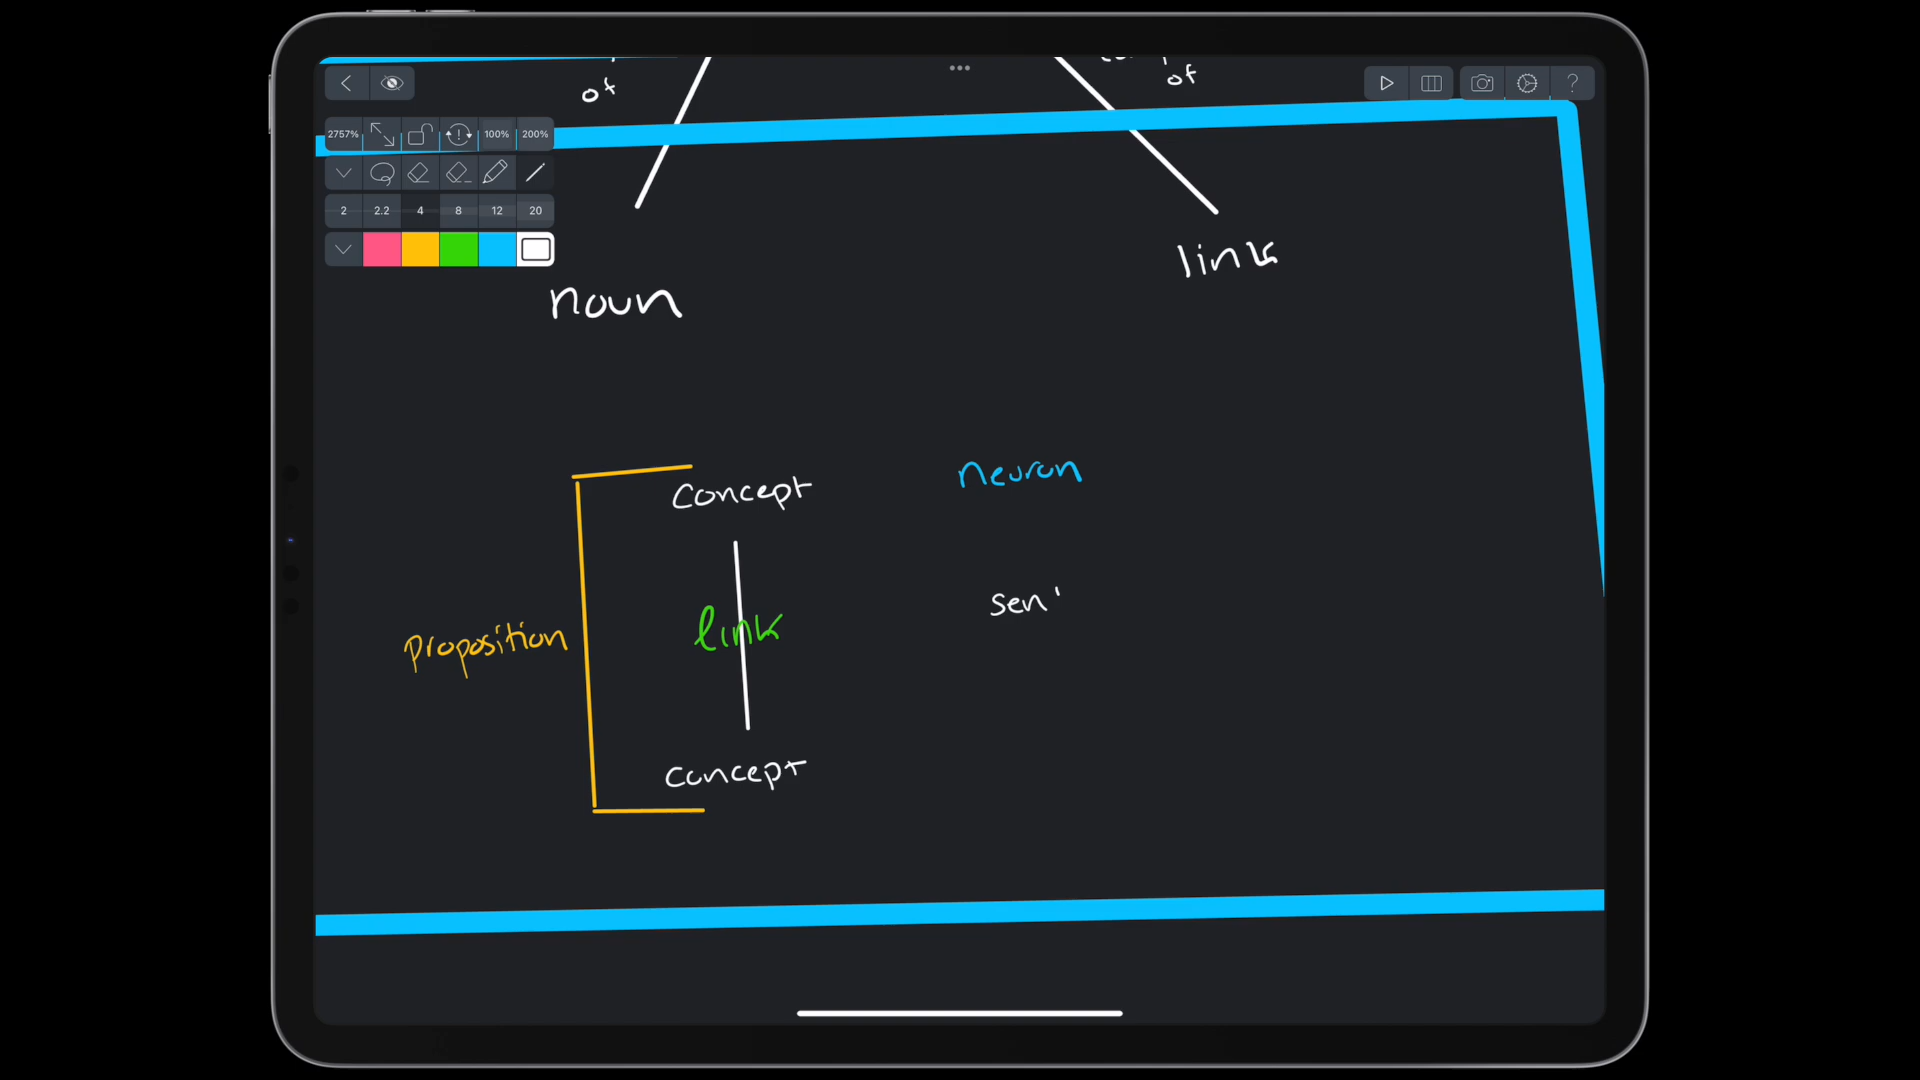 of
of
2757% 100% 200%
2 2.2 4 8 12 20
?
link
noun
concept
neuron
sen
link
proposition
concept